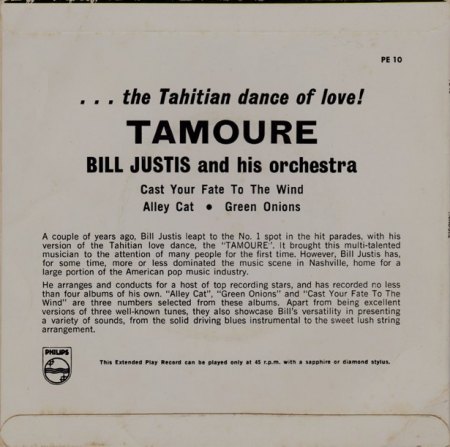 PE 10
. . . the Tahitian dance of love!
TAMOURE
BILL JUSTIS and his orchestra
Cast Your Fate To The Wind
Alley Cat • Green Onions
A couple of years ago, Bill Justis leapt to the No. 1 spot in the hit parades, with his
version of the Tahitian love dance, the "TAMOURE". It brought this multi-talented
musician to the attention of many people for the first time. However, Bill Justis has,
for some time, more or less dominated the music scene in Nashville, home for a
large portion of the American pop music industry.
He arranges and conducts for a host of top recording stars, and has recorded no less
than four albums of his own. "Alley Cat", "Green Onions" and "Cast Your Fate To The
Wind" are three numbers selected from these albums. Apart from being excellent
versions of three well-known tunes, they also showcase Bill's versatility in presenting
a variety of sounds, from the solid driving blues instrumental to the sweet lush string
arrangement.
PHILIPS
This Extended Play Record can be played only at 45 r.p.m. with a sapphire or diamond stylus.